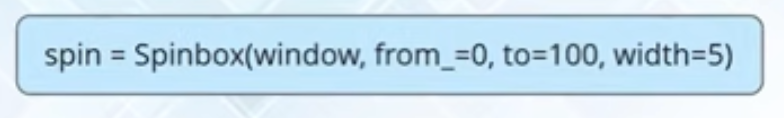 spin = Spinbox(window, from_=0, to=100, width=5)